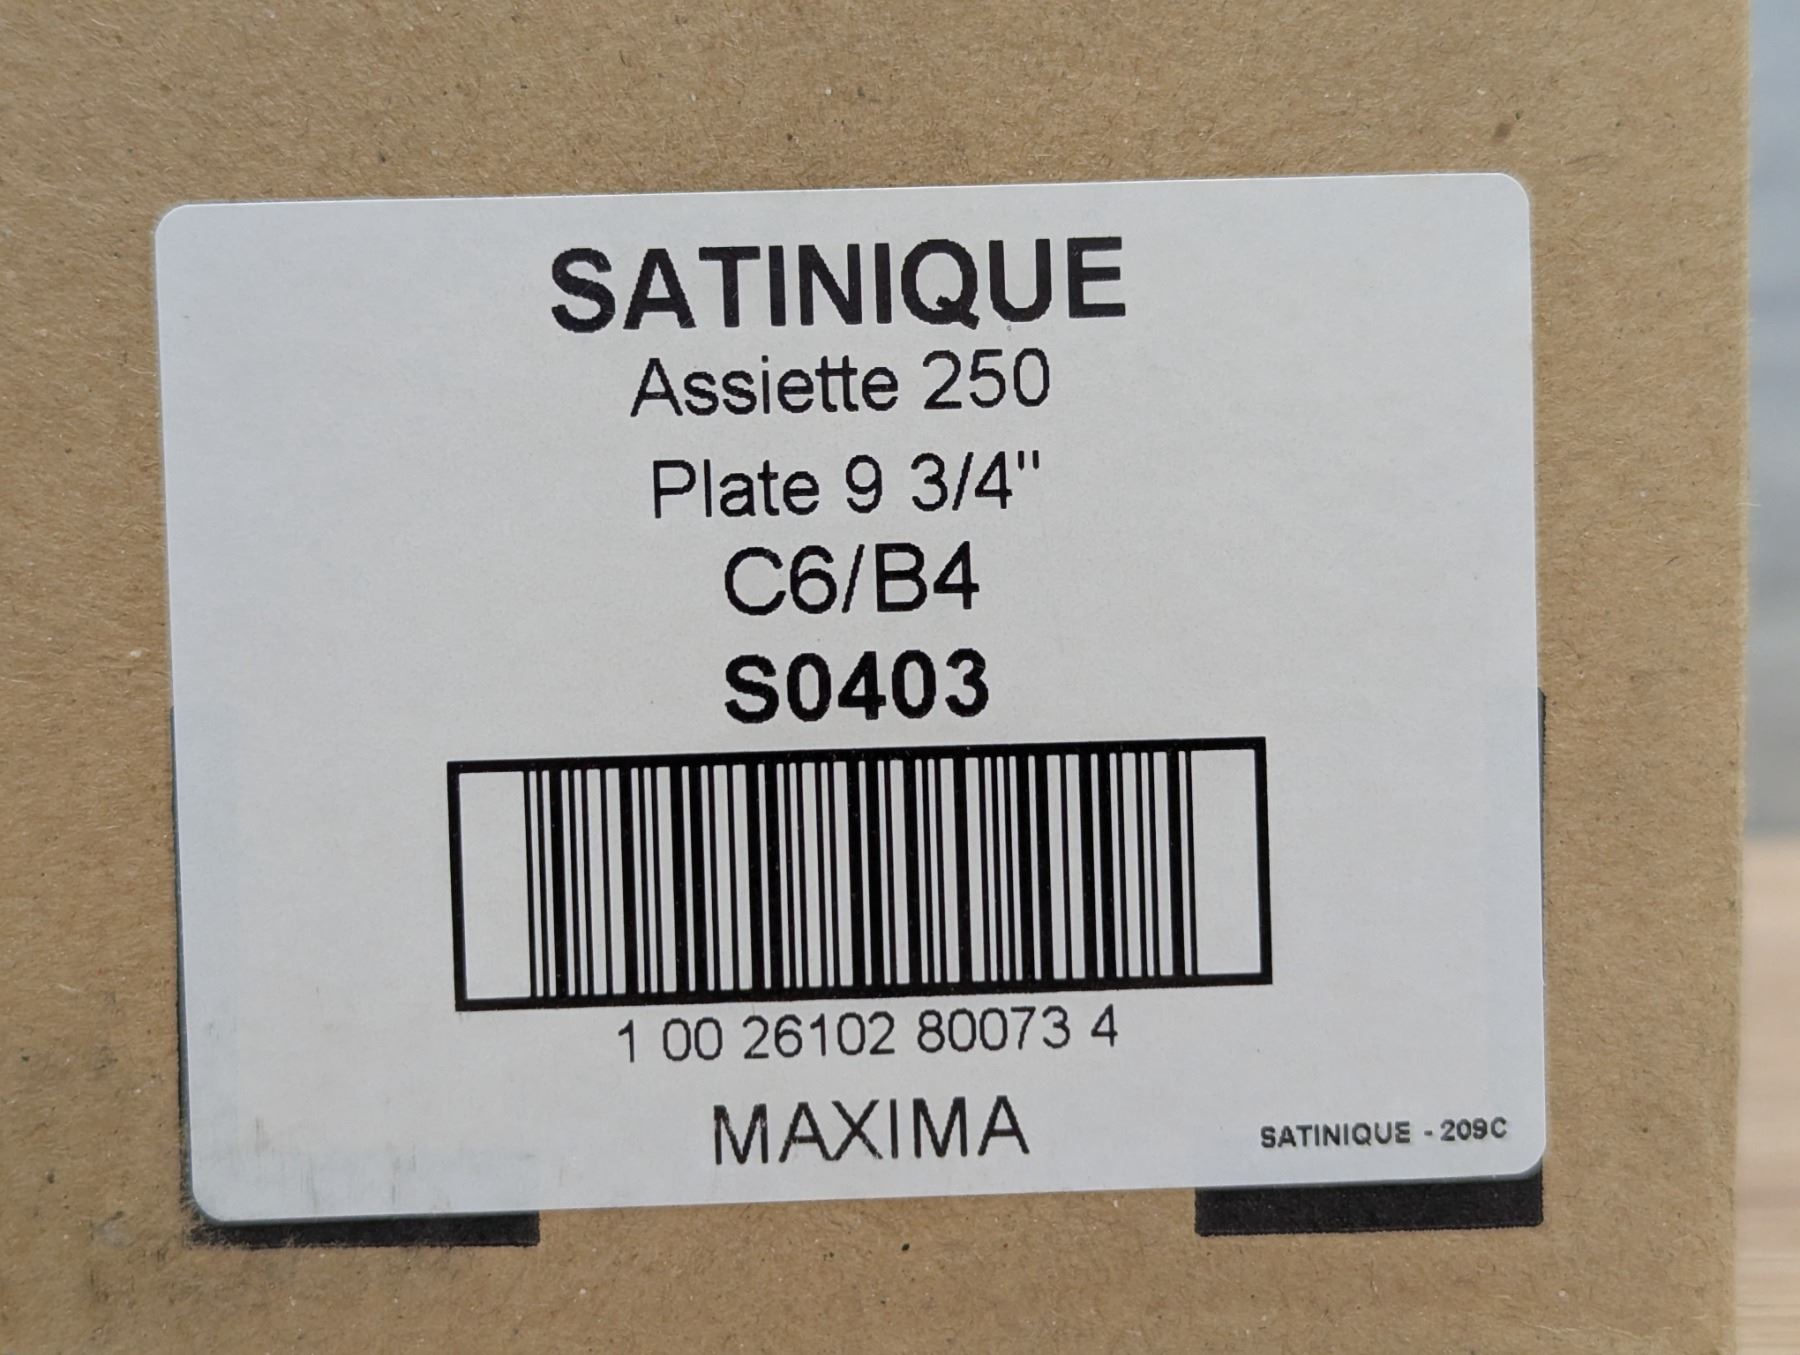 SATINIQUE
Assiette 250
Plate 9 3/4"
C6/B4
S0403
1 00 26102 80073 4
MAXIMA
SATINIQUE - 209C